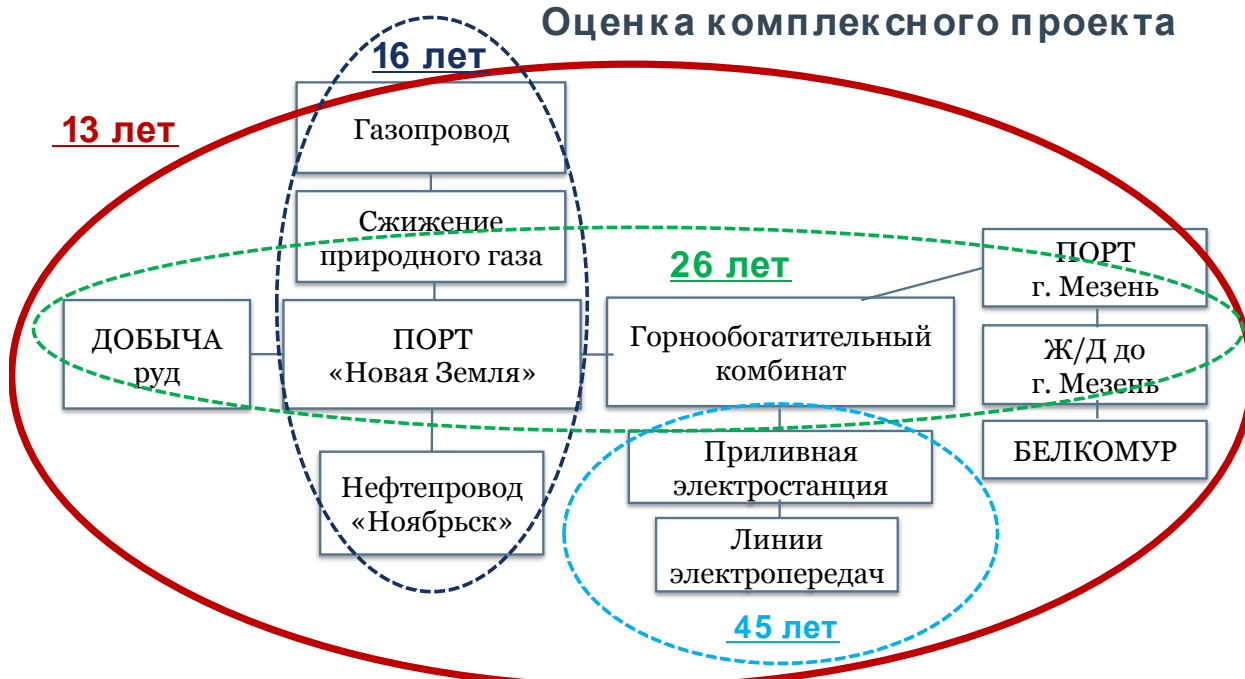 Оценка комплексного проекта
16 лет
13 лет
Газопровод
Сжижение
природного газа
26 лет
ПОРТ
г. Мезень
ДОБЫЧА
руд
ПОРТ
«Новая Земля»
Горнообогатительный
комбинат
Ж/Д до
г. Мезень
БЕЛКОМУР
Нефтепровод
«Ноябрьск»
Приливная
электростанция
Линии
электропередач
45 лет